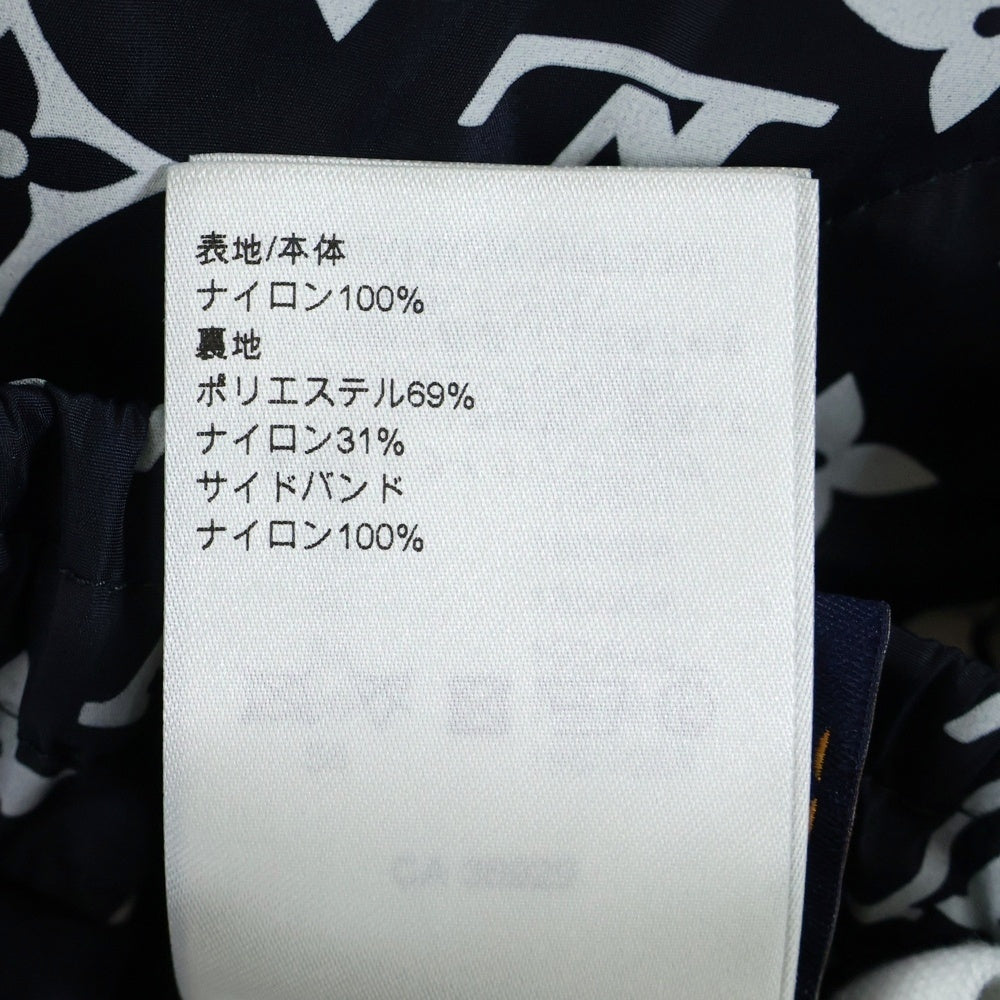 表地/本体
ナイロン100%
裏地
ポリエステル69%
ナイロン31%
サイドバンド
ナイロン100%